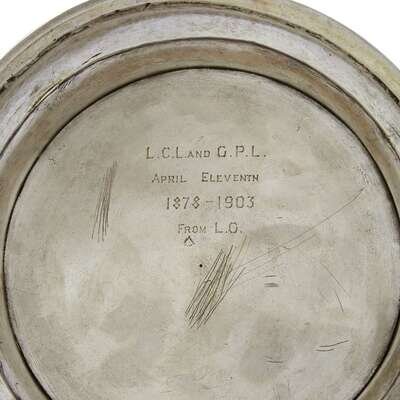 L.C.L. AND G.P.L.
APRIL ELEVENTH
1878-1903
FROM L.O.